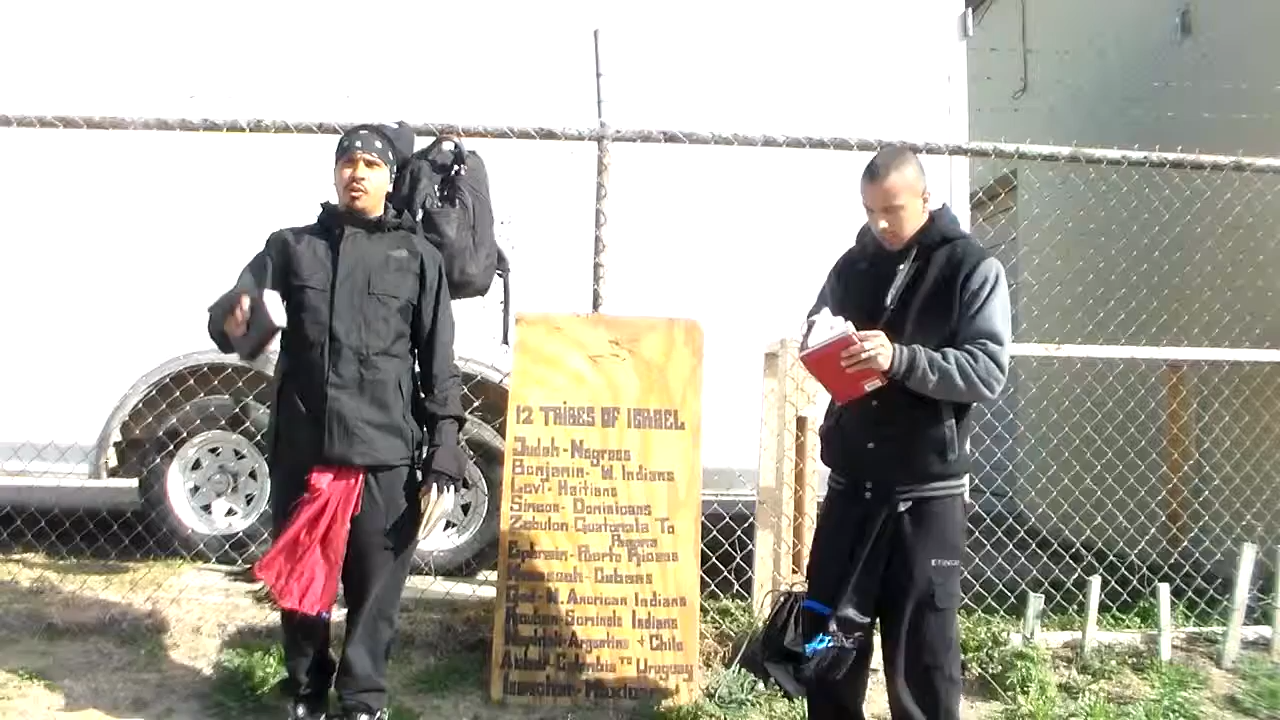 12 TRIBES OF ISRAEL
Judah - Negroes
Benjamin - W. Indians
Levi - Haitians
Simeon - Dominicans
Zebulon - Guatemala To
Panama
Ephraim - Puerto Ricans
Manasseh - Cubans
Gad - N. American Indians
Reuben - Seminole Indians
Naphtali - Argentina + Chile
Asher - Colombia To Uruguay
Issachar - Mexicans